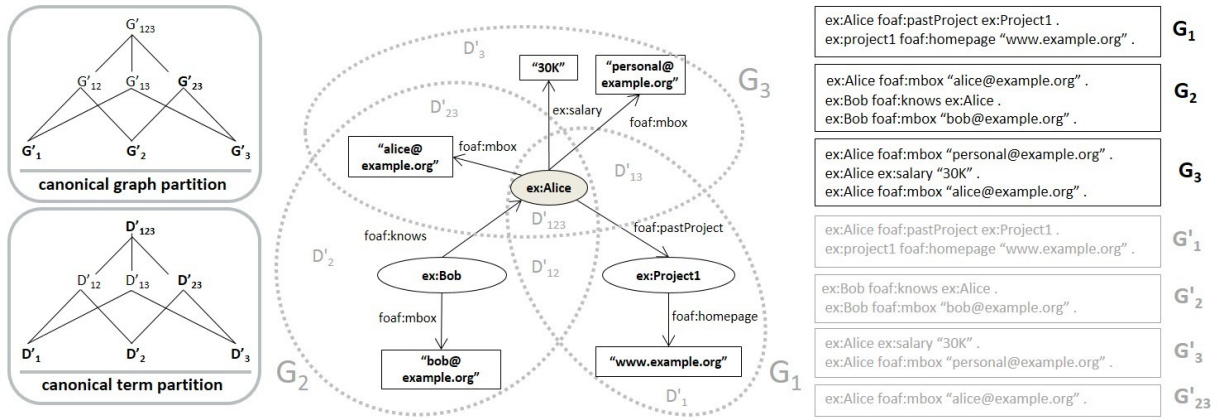 G'123
G'12 G'13 G'23
G'1 G'2 G'3
canonical graph partition
D'123
D'12 D'13 D'23
D'1 D'2 D'3
canonical term partition
D'3
"30K"
"personal@
example.org"
G3
D'23
ex:salary
foaf:mbox
"alice@
example.org"
foaf:mbox
D'13
ex:Alice
D'123
foaf:knows
foaf:pastProject
D'2
D'12
ex:Bob
ex:Project1
foaf:mbox
foaf:homepage
"bob@
example.org"
"www.example.org"
G2
G1
D'1
ex:Alice foaf:pastProject ex:Project1 .
ex:project1 foaf:homepage "www.example.org" .
G1
ex:Alice foaf:mbox "alice@example.org" .
ex:Bob foaf:knows ex:Alice .
ex:Bob foaf:mbox "bob@example.org" .
G2
ex:Alice foaf:mbox "personal@example.org" .
ex:Alice ex:salary "30K" .
ex:Alice foaf:mbox "alice@example.org" .
G3
ex:Alice foaf:pastProject ex:Project1 .
ex:project1 foaf:homepage "www.example.org" .
G'1
ex:Bob foaf:knows ex:Alice .
ex:Bob foaf:mbox "bob@example.org" .
G'2
ex:Alice ex:salary "30K" .
ex:Alice foaf:mbox "personal@example.org" .
G'3
ex:Alice foaf:mbox "alice@example.org" .
G'23